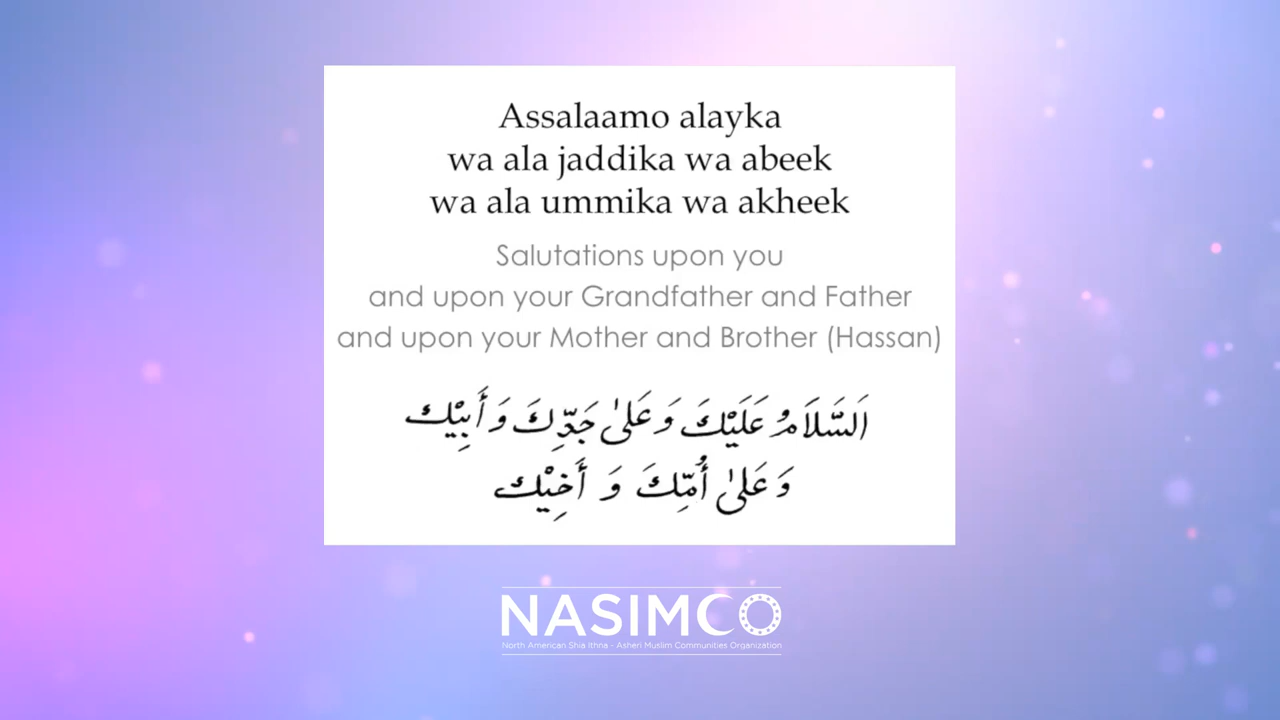 Assalaamo alayka
wa ala jaddika wa abeek
wa ala ummika wa akheek
Salutations upon you
and upon your Grandfather and Father
and upon your Mother and Brother (Hassan)
اَلسَّلَامُ عَلَيْكَ وَعَلىٰ جَدِّكَ وَأَبِيْك
وَعَلىٰ أُمِّكَ وَ أَخِيْك
NASIMCO
North American Shia Ithna - Asheri Muslim Communities Organization